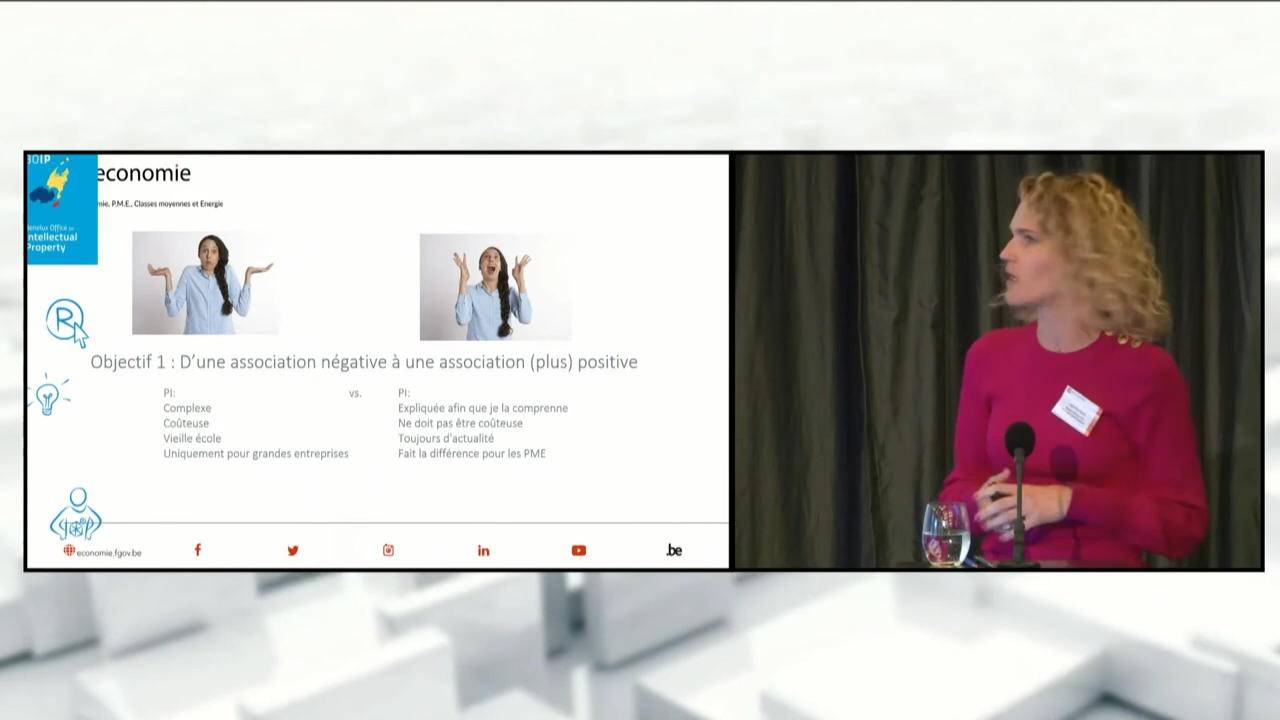 BOIP
economie
mie, P.M.E., Classes moyennes et Energie
Benelux Office for
Intellectual
Property
R
Objectif 1 : D’une association négative à une association (plus) positive
PI: vs. PI:
Complexe Expliquée afin que je la comprenne
Coûteuse Ne doit pas être coûteuse
Vieille école Toujours d'actualité
Uniquement pour grandes entreprises Fait la différence pour les PME
economie.fgov.be
.be